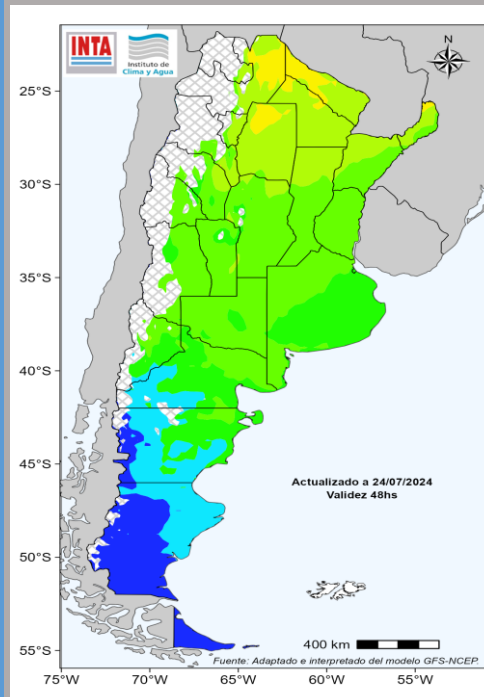 INTA
Instituto de
Clima y Agua
N
25°S
30°S
35°S
40°S
45°S
50°S
55°S
Actualizado a 24/07/2024
Validez 48hs
400 km
Fuente: Adaptado e interpretado del modelo GFS-NCEP.
75°W
70°W
65°W
60°W
55°W